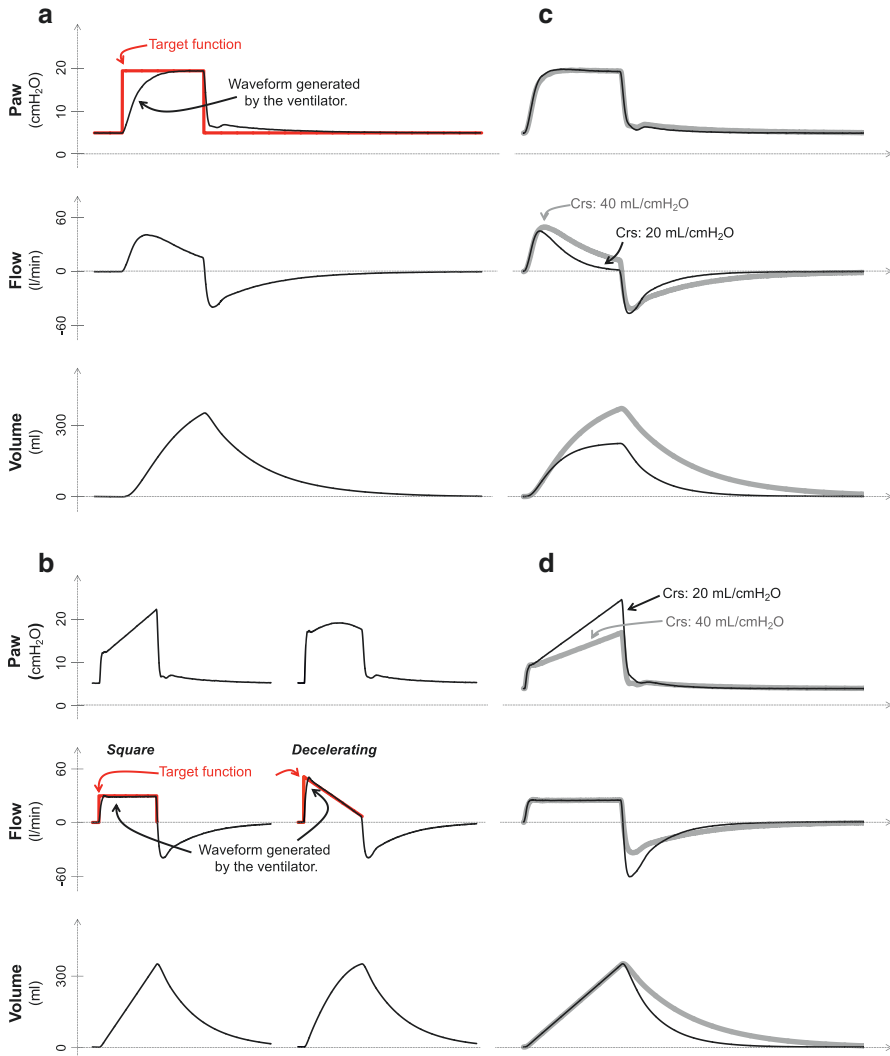 a
Paw
(cmH2O)
20
10
0
Target function
Waveform generated
by the ventilator.
Flow
(l/min)
60
0
-60
Volume
(ml)
300
0
c
Crs: 40 mL/cmH2O
Crs: 20 mL/cmH2O
b
Paw
(cmH2O)
20
10
0
Square
Decelerating
Target function
Flow
(l/min)
60
0
-60
Waveform generated
by the ventilator.
Volume
(ml)
300
0
d
Crs: 20 mL/cmH2O
Crs: 40 mL/cmH2O